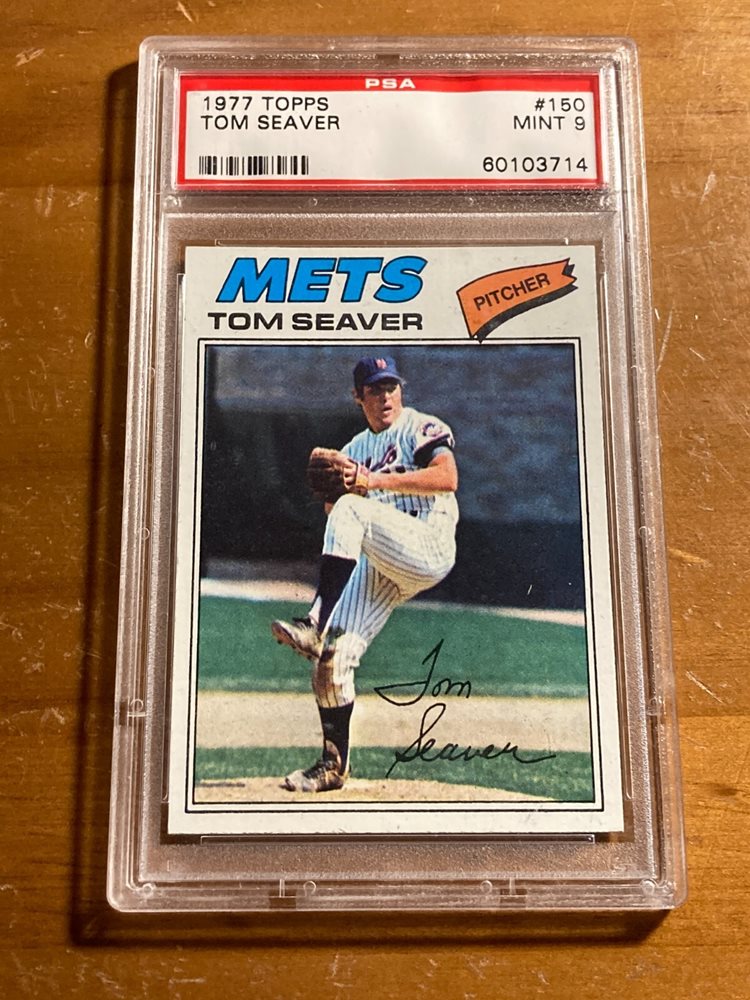 PSA
1977 TOPPS #150
TOM SEAVER MINT 9
60103714
METS
TOM SEAVER
PITCHER
Tom
Seaver